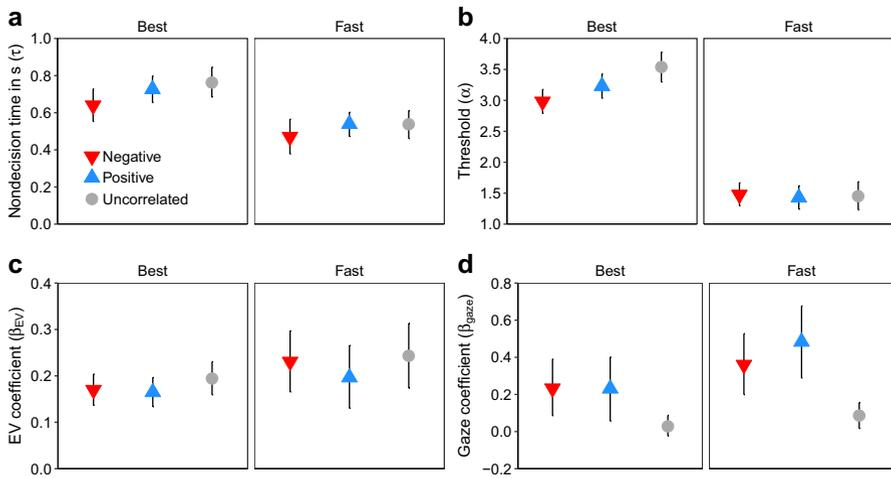 a
Best
Fast
Nondecision time in s (τ)
1.0
0.8
0.6
0.4
0.2
0.0
Negative
Positive
Uncorrelated
b
Best
Fast
Threshold (α)
4.0
3.5
3.0
2.5
2.0
1.5
1.0
c
Best
Fast
EV coefficient (βEV)
0.4
0.3
0.2
0.1
0.0
d
Best
Fast
Gaze coefficient (βgaze)
0.8
0.6
0.4
0.2
0.0
−0.2